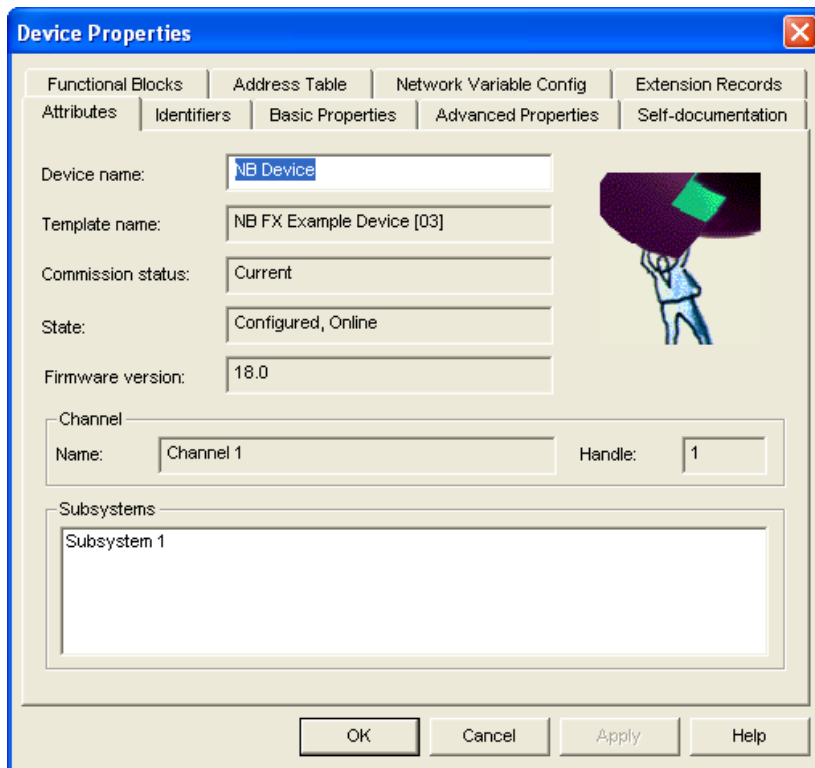 Device Properties
Functional Blocks Address Table Network Variable Config Extension Records
Attributes Identifiers Basic Properties Advanced Properties Self-documentation
Device name: NB Device
Template name: NB FX Example Device [03]
Commission status: Current
State: Configured, Online
Firmware version: 18.0
Channel
Name: Channel 1 Handle: 1
Subsystems
Subsystem 1
OK Cancel Apply Help